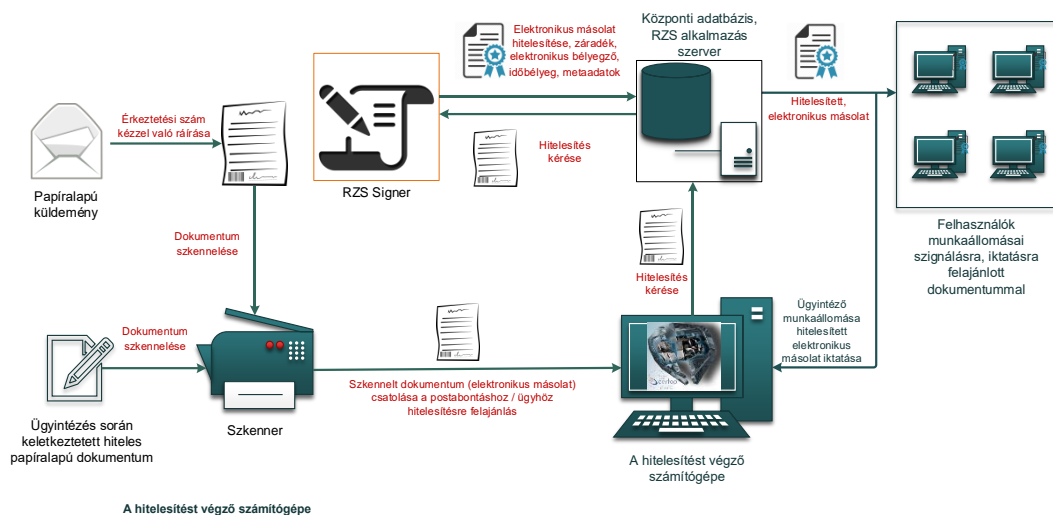 Elektronikus másolat
hitelesítése, záradék,
elektronikus bélyegző,
időbélyeg, metaadatok
Központi adatbázis,
RZS alkalmazás
szerver
Érkeztetési szám
kézzel való ráírása
Hitelesítés
kérése
Hitelesített,
elektronikus másolat
Papíralapú
küldemény
RZS Signer
Felhasználók
munkaállomásai
szignálásra, iktatásra
felajánlott
dokumentummal
Dokumentum
szkennelése
Hitelesítés
kérése
Ügyintéző
munkaállomása
hitelesített
elektronikus
másolat iktatása
Dokumentum
szkennelése
Szkennelt dokumentum (elektronikus másolat)
csatolása a postabontáshoz / ügyhöz
hitelesítésre felajánlás
Ügyintézés során
keletkeztetett hiteles
papíralapú dokumentum
Szkenner
A hitelesítést végző
számítógépe
A hitelesítést végző számítógépe